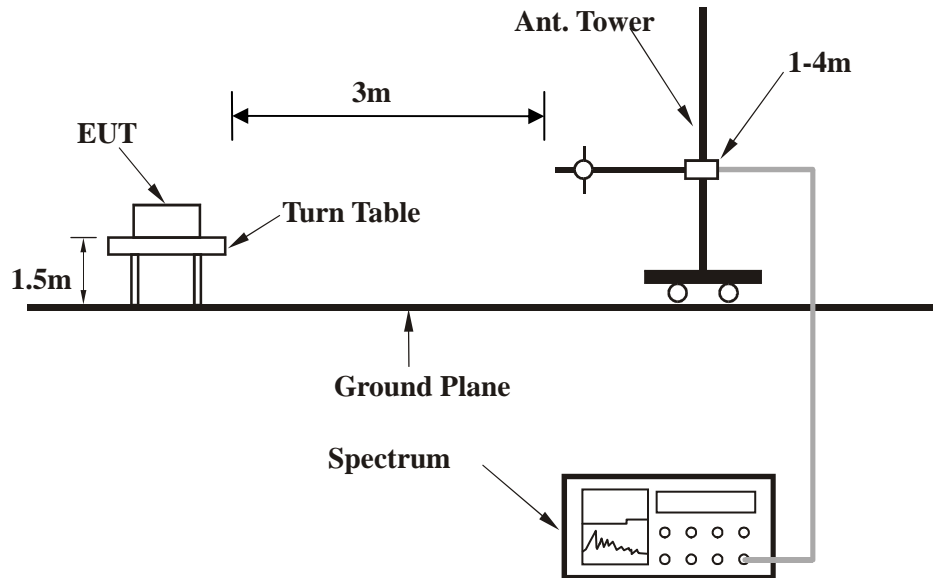 Ant. Tower
1-4m
3m
EUT
Turn Table
1.5m
Ground Plane
Spectrum